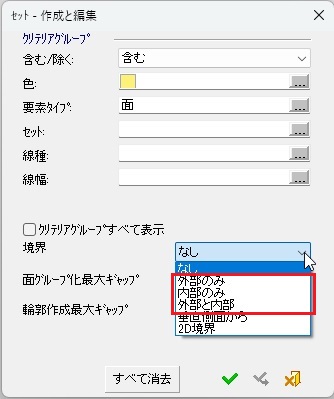 ｾｯﾄ - 作成と編集
ｸﾘﾃﾘｱｸﾞﾙｰﾌﾟ
含む/除く: 含む
色: ...
要素ﾀｲﾌﾟ: 面 ...
ｾｯﾄ: ...
線種: ...
線幅: ...
ｸﾘﾃﾘｱｸﾞﾙｰﾌﾟすべて表示
境界 なし
なし
面ｸﾞﾙｰﾌﾟ化最大ｷﾞｬｯﾌﾟ 外部のみ
内部のみ
輪郭作成最大ｷﾞｬｯﾌﾟ 外部と内部
垂直側面から
2D境界
すべて消去